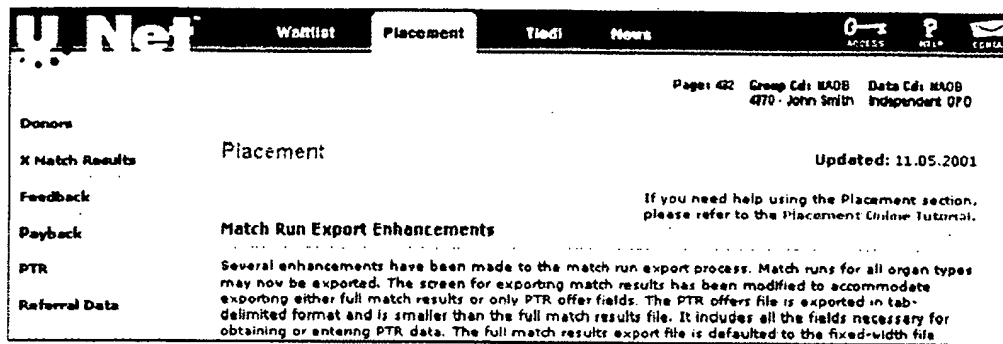 U Net
Waitlist Placement Tiedi News
ACCESS HELP
Page: 432 Group Cd: NAOB Data Cd: NAOB
4370 - John Smith Independent OPO
Donors
Placement
X Match Results
Updated: 11.05.2001
Feedback
If you need help using the Placement section,
please refer to the Placement Online Tutorial.
Payback
Match Run Export Enhancements
PTR
Several enhancements have been made to the match run export process. Match runs for all organ types
may now be exported. The screen for exporting match results has been modified to accommodate
Referral Data
exporting either full match results or only PTR offer fields. The PTR offers file is exported in tab-
delimited format and is smaller than the full match results file. It includes all the fields necessary for
obtaining or entering PTR data. The full match results export file is defaulted to the fixed-width file